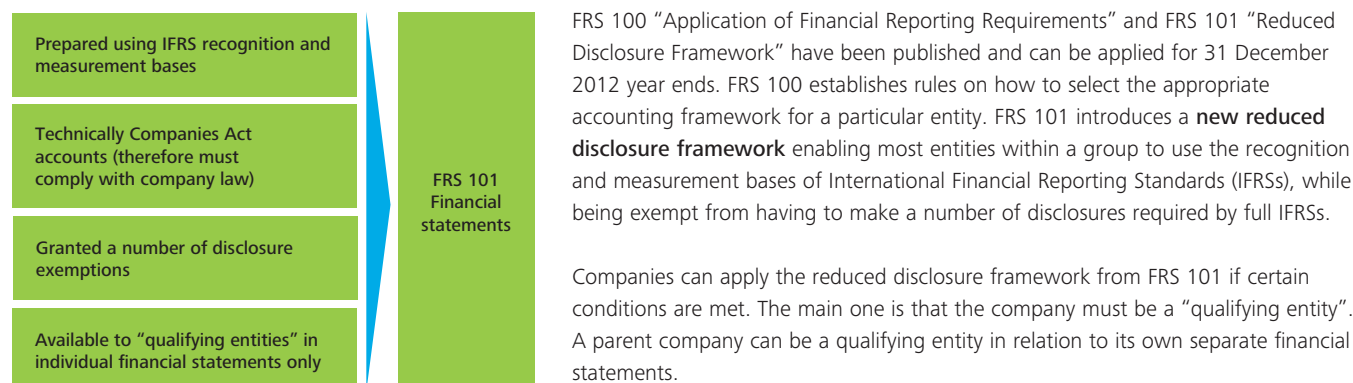 Prepared using IFRS recognition and
measurement bases
Technically Companies Act
accounts (therefore must
comply with company law)
Granted a number of disclosure
exemptions
Available to “qualifying entities” in
individual financial statements only
FRS 101
Financial
statements
FRS 100 “Application of Financial Reporting Requirements” and FRS 101 “Reduced
Disclosure Framework” have been published and can be applied for 31 December
2012 year ends. FRS 100 establishes rules on how to select the appropriate
accounting framework for a particular entity. FRS 101 introduces a new reduced
disclosure framework enabling most entities within a group to use the recognition
and measurement bases of International Financial Reporting Standards (IFRSs), while
being exempt from having to make a number of disclosures required by full IFRSs.
Companies can apply the reduced disclosure framework from FRS 101 if certain
conditions are met. The main one is that the company must be a “qualifying entity”.
A parent company can be a qualifying entity in relation to its own separate financial
statements.